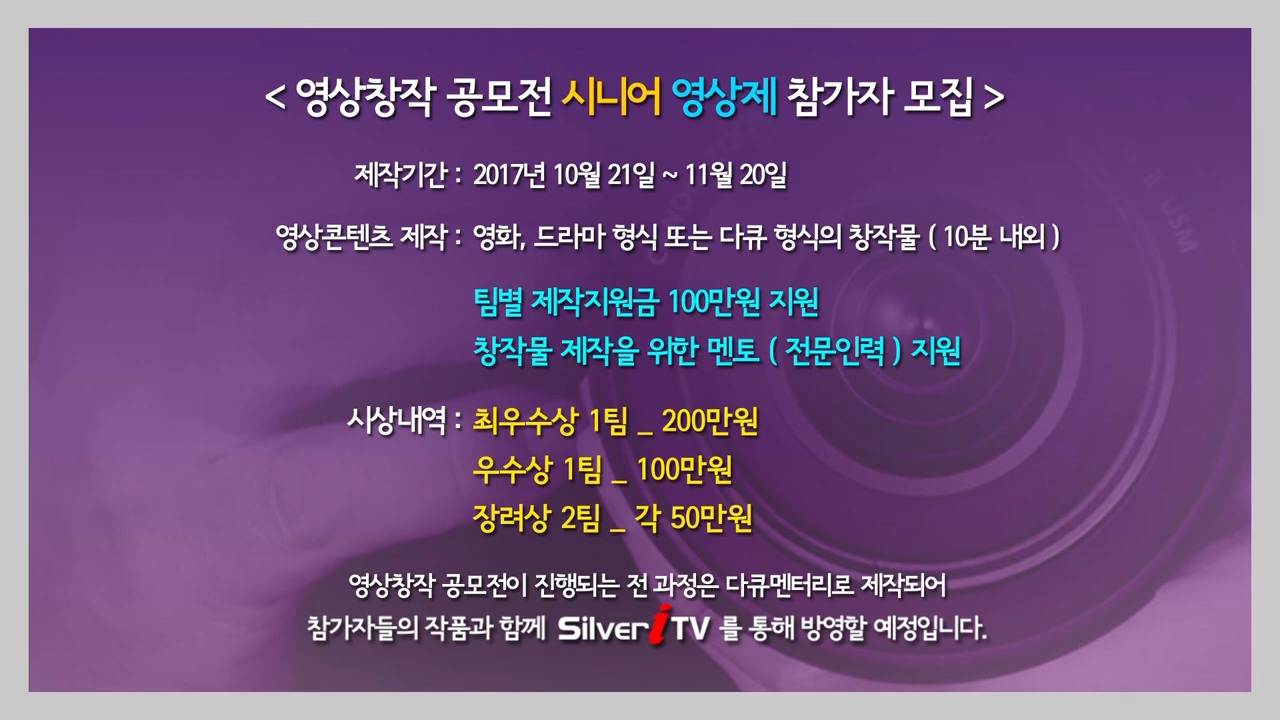 < 영상창작 공모전 시니어 영상제 참가자 모집 >
제작기간 : 2017년 10월 21일 ~ 11월 20일
영상콘텐츠 제작 : 영화, 드라마 형식 또는 다큐 형식의 창작물 ( 10분 내외 )
팀별 제작지원금 100만원 지원
창작물 제작을 위한 멘토 ( 전문인력 ) 지원
시상내역 : 최우수상 1팀 _ 200만원
우수상 1팀 _ 100만원
장려상 2팀 _ 각 50만원
영상창작 공모전이 진행되는 전 과정은 다큐멘터리로 제작되어
참가자들의 작품과 함께 Silver i TV 를 통해 방영할 예정입니다.
& USM